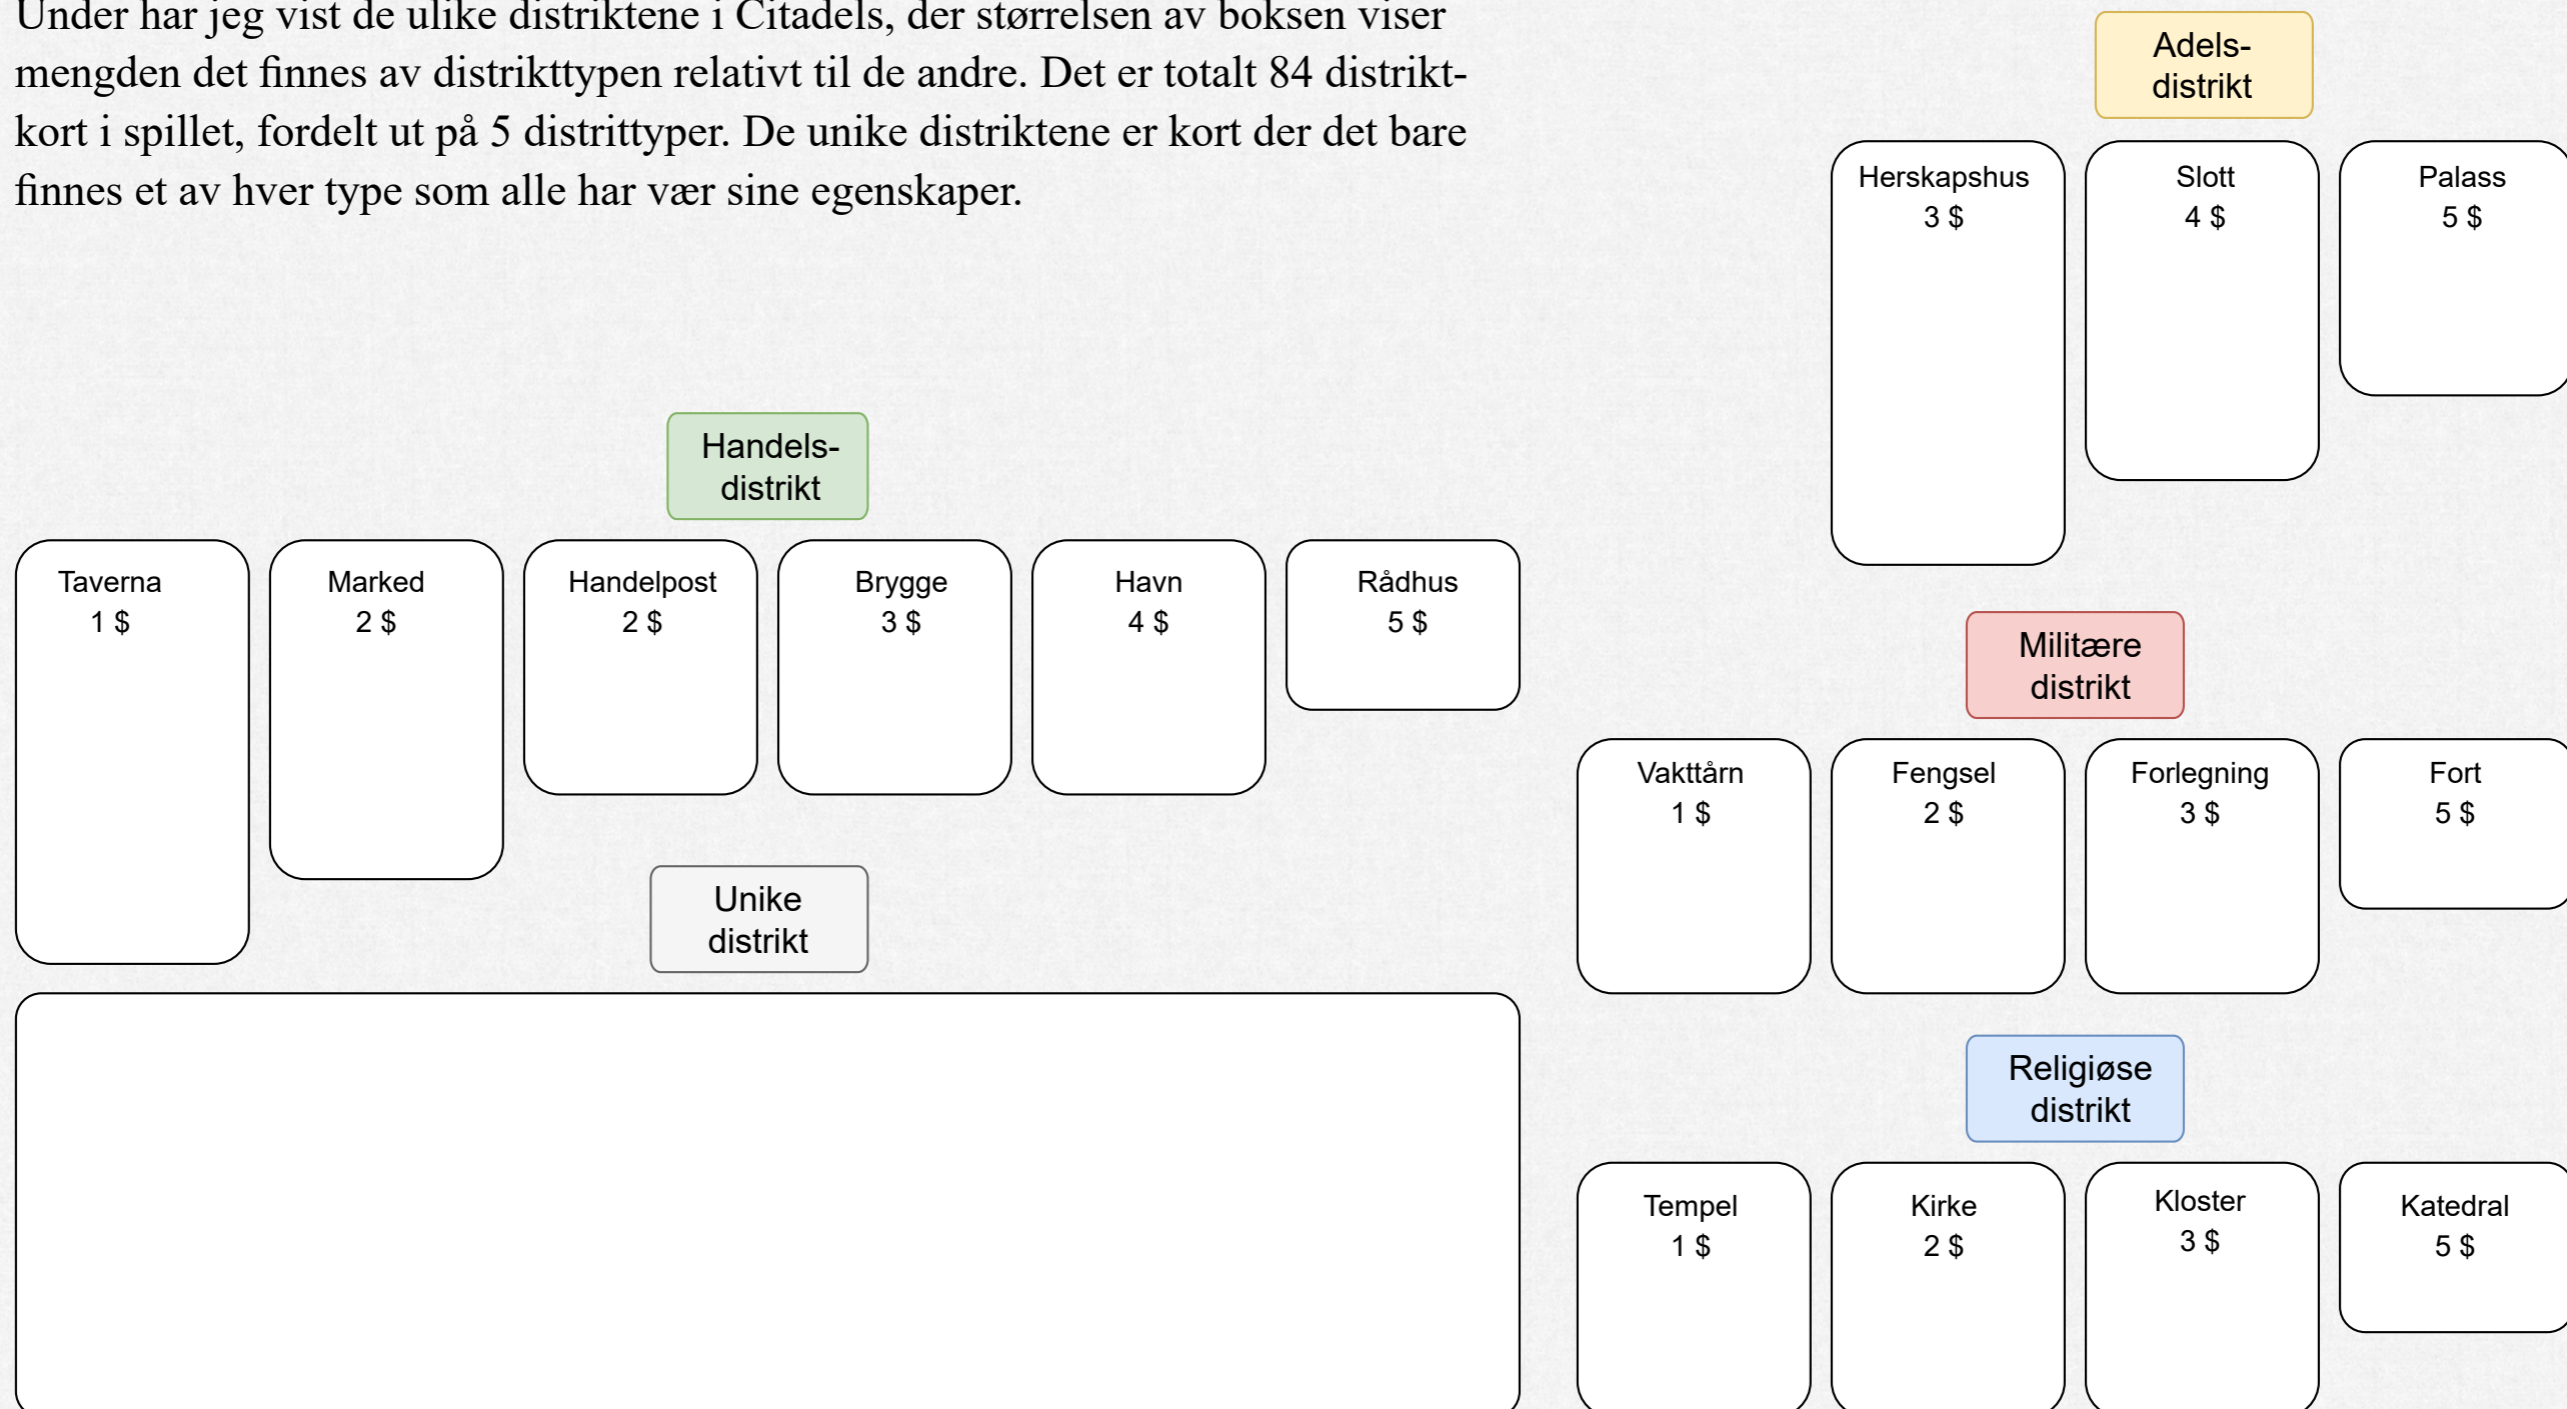 Under har jeg vist de ulike distriktene i Citadels, der størrelsen av boksen viser
mengden det finnes av distrikttypen relativt til de andre. Det er totalt 84 distrikt-
kort i spillet, fordelt ut på 5 distrittyper. De unike distriktene er kort der det bare
finnes et av hver type som alle har vær sine egenskaper.
Adels-
distrikt
Herskapshus
3 $
Slott
4 $
Palass
5 $
Handels-
distrikt
Taverna
1 $
Marked
2 $
Handelpost
2 $
Brygge
3 $
Havn
4 $
Rådhus
5 $
Militære
distrikt
Vakttårn
1 $
Fengsel
2 $
Forlegning
3 $
Fort
5 $
Unike
distrikt
Religiøse
distrikt
Tempel
1 $
Kirke
2 $
Kloster
3 $
Katedral
5 $